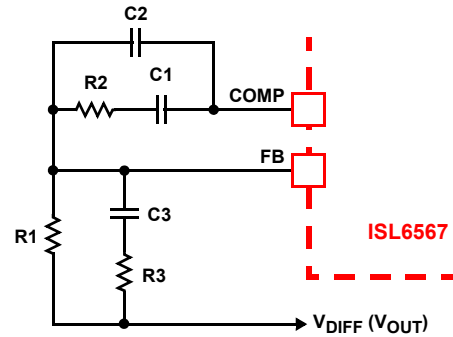 C2
R2
C1
COMP
FB
C3
R1
ISL6567
R3
VDIFF (VOUT)